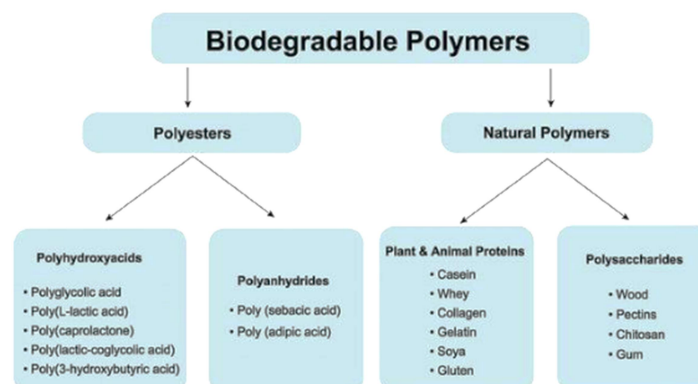 Biodegradable Polymers
Polyesters
Natural Polymers
Polyhydroxyacids
• Polyglycolic acid
• Poly(L-lactic acid)
• Poly(caprolactone)
• Poly(lactic-coglycolic acid)
• Poly(3-hydroxybutyric acid)
Polyanhydrides
• Poly (sebacic acid)
• Poly (adipic acid)
Plant & Animal Proteins
• Casein
• Whey
• Collagen
• Gelatin
• Soya
• Gluten
Polysaccharides
• Wood
• Pectins
• Chitosan
• Gum